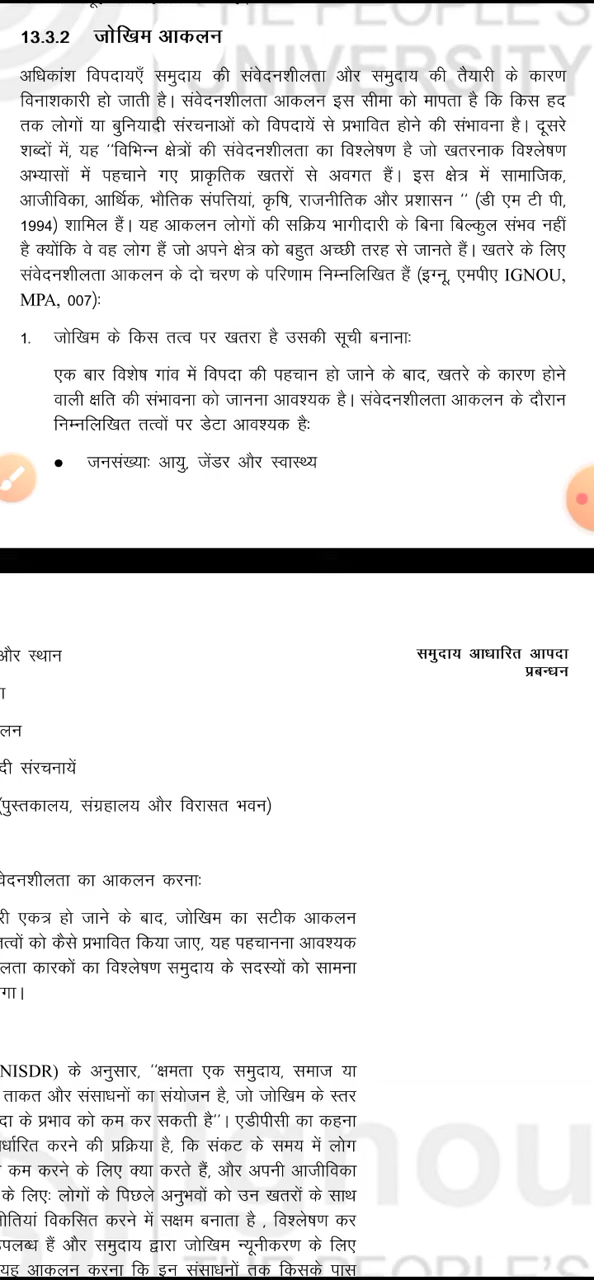 THE PEOPLE'S
UNIVERSITY
13.3.2 जोखिम आकलन
अधिकांश विपदायएँ समुदाय की संवेदनशीलता और समुदाय की तैयारी के कारण
विनाशकारी हो जाती है। संवेदनशीलता आकलन इस सीमा को मापता है कि किस हद
तक लोगों या बुनियादी संरचनाओं को विपदायें से प्रभावित होने की संभावना है। दूसरे
शब्दों में, यह ''विभिन्न क्षेत्रों की संवेदनशीलता का विश्लेषण है जो खतरनाक विश्लेषण
अभ्यासों में पहचाने गए प्राकृतिक खतरों से अवगत हैं। इस क्षेत्र में सामाजिक,
आजीविका, आर्थिक, भौतिक संपत्तियां, कृषि, राजनीतिक और प्रशासन '' (डी एम टी पी,
1994) शामिल हैं। यह आकलन लोगों की सक्रिय भागीदारी के बिना बिल्कुल संभव नहीं
है क्योंकि वे वह लोग हैं जो अपने क्षेत्र को बहुत अच्छी तरह से जानते हैं। खतरे के लिए
संवेदनशीलता आकलन के दो चरण के परिणाम निम्नलिखित हैं (इग्नू, एमपीए IGNOU,
MPA, 007):
1. जोखिम के किस तत्व पर खतरा है उसकी सूची बनानाः
एक बार विशेष गांव में विपदा की पहचान हो जाने के बाद, खतरे के कारण होने
वाली क्षति की संभावना को जानना आवश्यक है। संवेदनशीलता आकलन के दौरान
निम्नलिखित तत्वों पर डेटा आवश्यक हैः
● जनसंख्याः आयु, जेंडर और स्वास्थ्य
और स्थान
समुदाय आधारित आपदा
प्रबन्धन
लन
दी संरचनायें
(पुस्तकालय, संग्रहालय और विरासत भवन)
वेदनशीलता का आकलन करनाः
री एकत्र हो जाने के बाद, जोखिम का सटीक आकलन
तत्वों को कैसे प्रभावित किया जाए, यह पहचानना आवश्यक
लता कारकों का विश्लेषण समुदाय के सदस्यों को सामना
गा।
NISDR) के अनुसार, ''क्षमता एक समुदाय, समाज या
ताकत और संसाधनों का संयोजन है, जो जोखिम के स्तर
दा के प्रभाव को कम कर सकती है''। एडीपीसी का कहना
र्धारित करने की प्रक्रिया है, कि संकट के समय में लोग
कम करने के लिए क्या करते हैं, और अपनी आजीविका
के लिएः लोगों के पिछले अनुभवों को उन खतरों के साथ
ीतियां विकसित करने में सक्षम बनाता है , विश्लेषण कर
पलब्ध हैं और समुदाय द्वारा जोखिम न्यूनीकरण के लिए
यह आकलन करना कि इन संसाधनों तक किसके पास
ignou